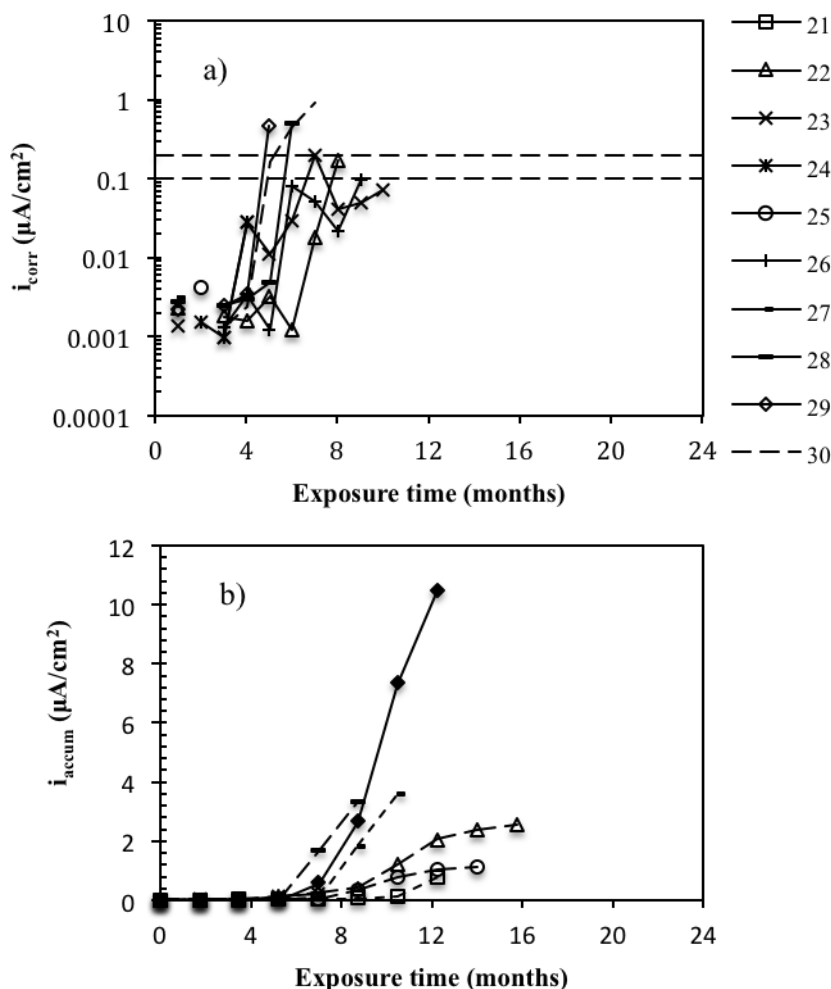 a)
10
1
0.1
0.01
0.001
0.0001
i_corr (µA/cm²)
0 4 8 12 16 20 24
Exposure time (months)
21
22
23
24
25
26
27
28
29
30
b)
12
10
8
6
4
2
0
i_accum (µA/cm²)
0 4 8 12 16 20 24
Exposure time (months)